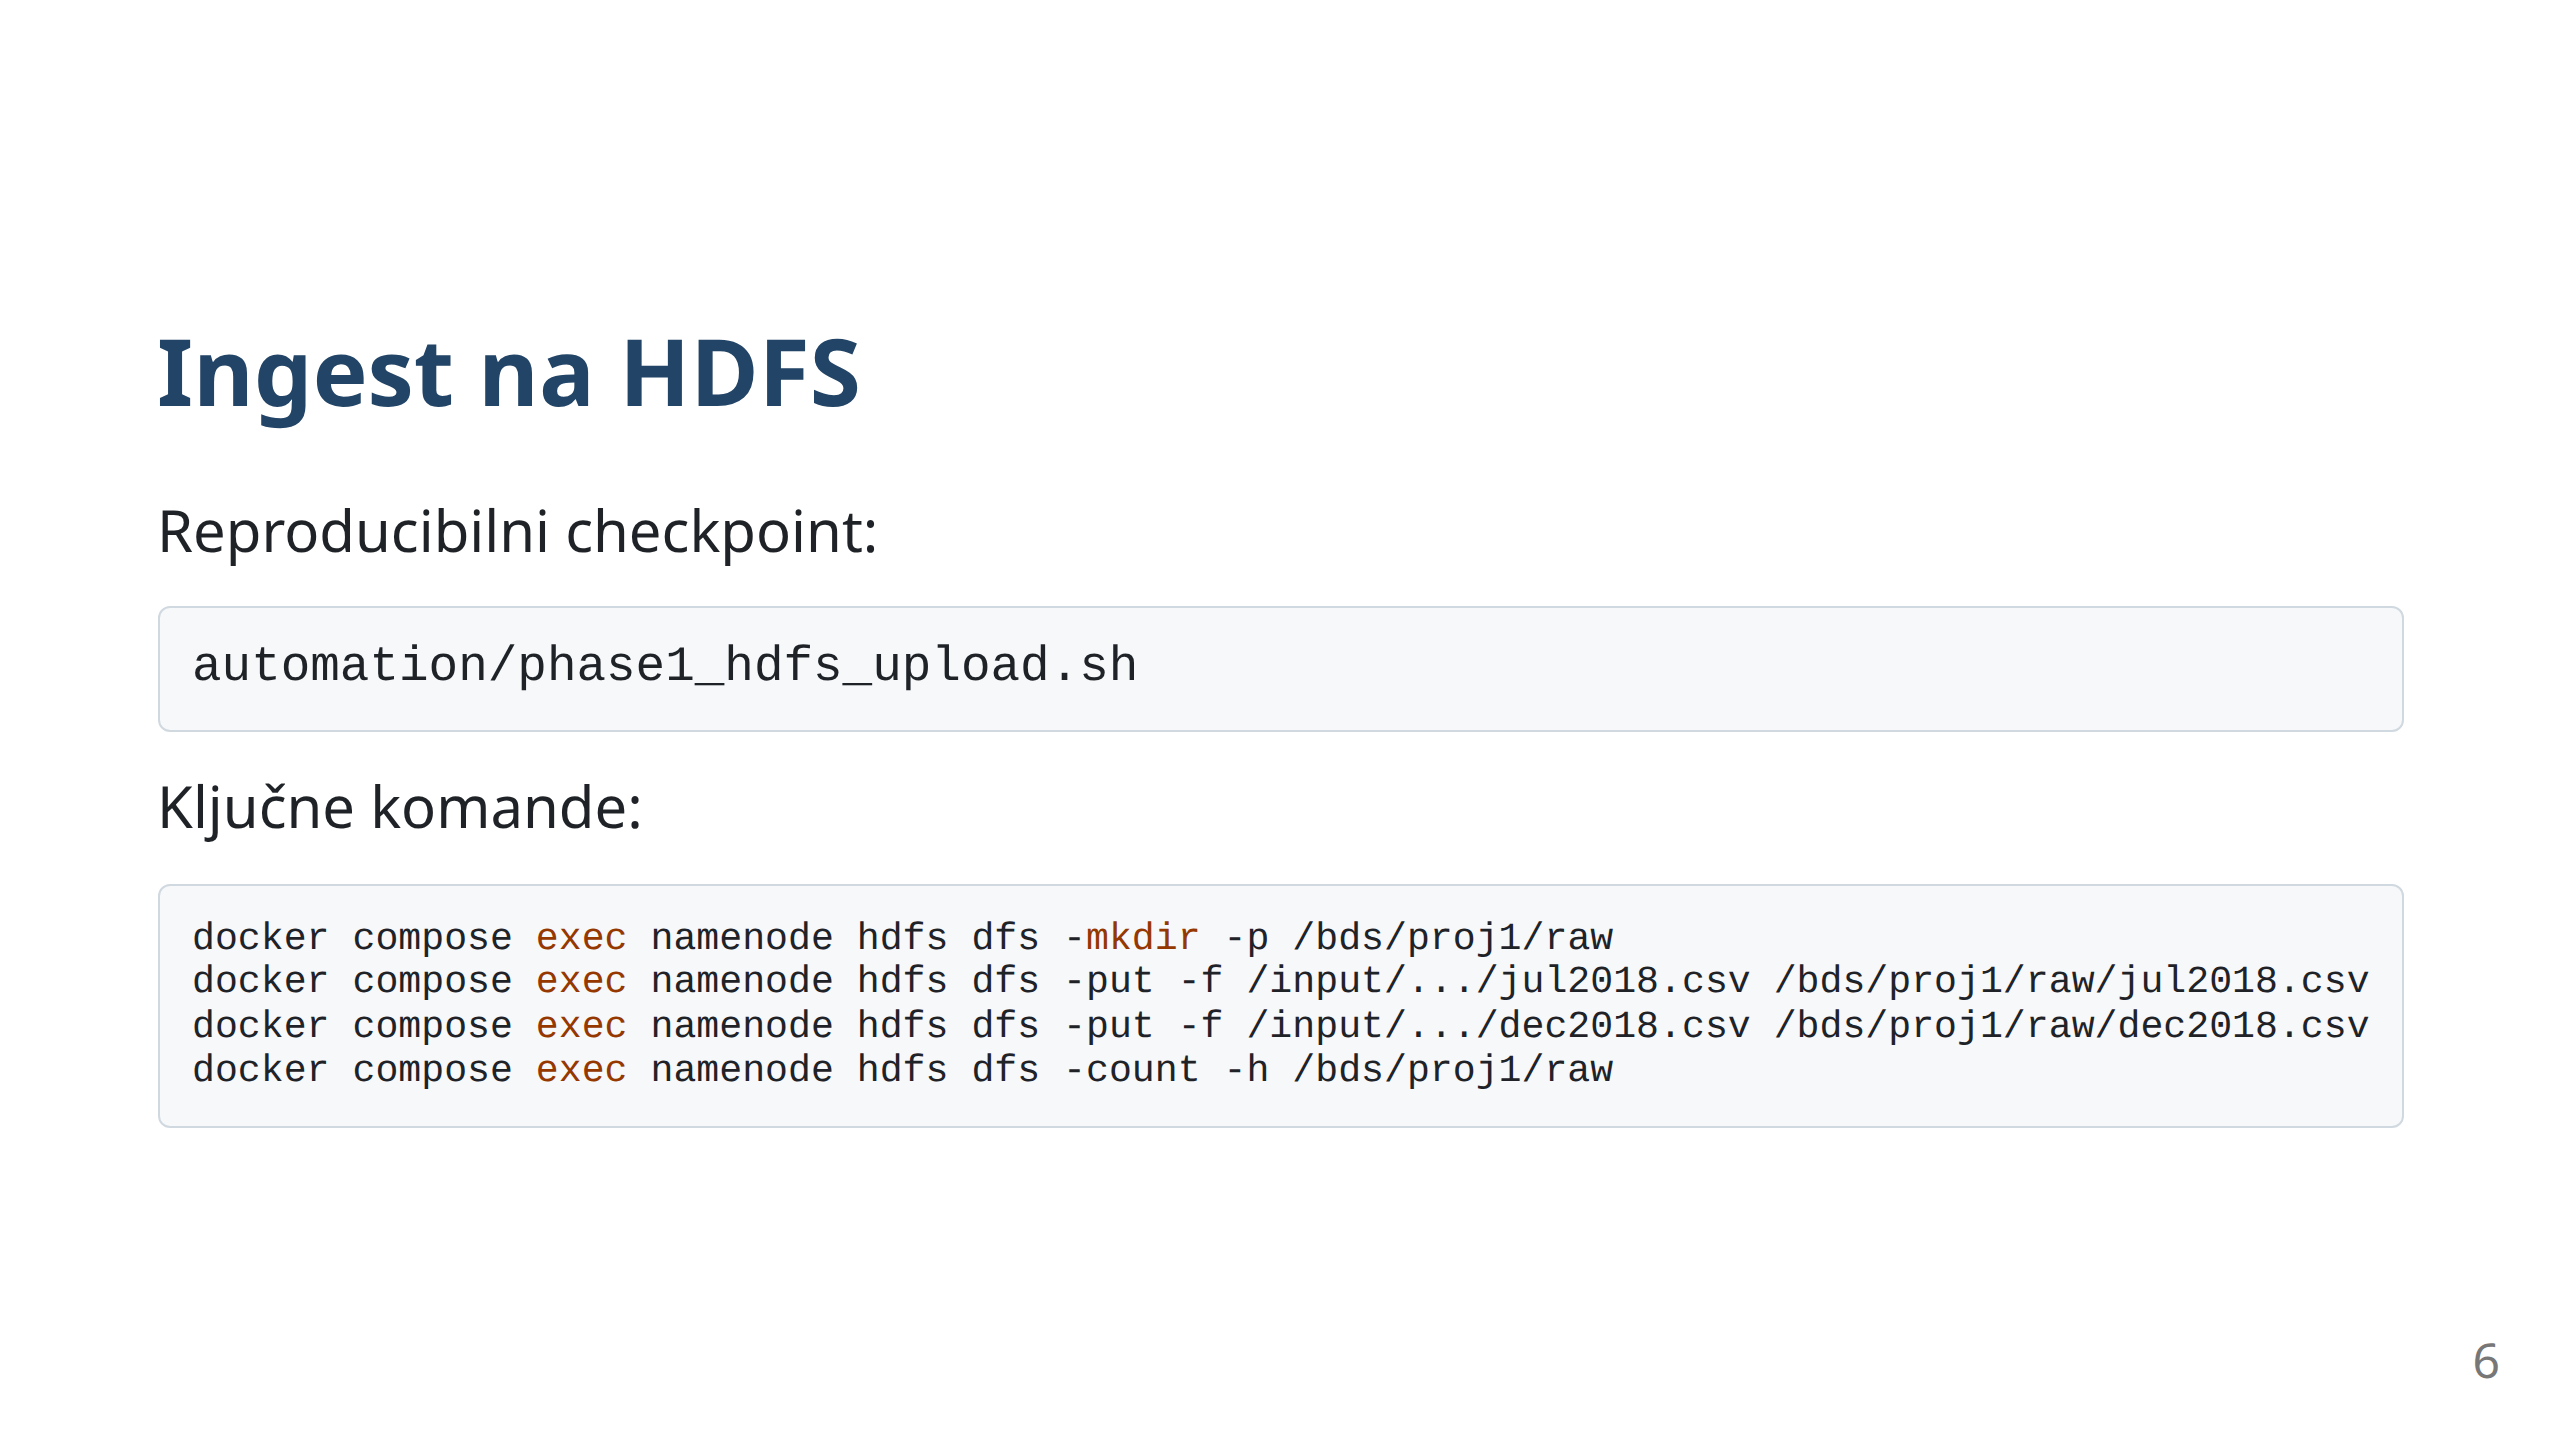 Ingest na HDFS
Reproducibilni checkpoint:
automation/phase1_hdfs_upload.sh
Ključne komande:
docker compose exec namenode hdfs dfs -mkdir -p /bds/proj1/raw
docker compose exec namenode hdfs dfs -put -f /input/.../jul2018.csv /bds/proj1/raw/jul2018.csv
docker compose exec namenode hdfs dfs -put -f /input/.../dec2018.csv /bds/proj1/raw/dec2018.csv
docker compose exec namenode hdfs dfs -count -h /bds/proj1/raw
6